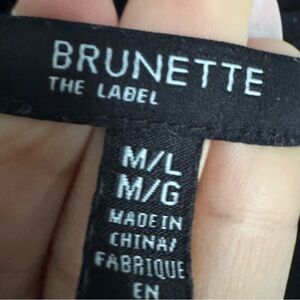 BRUNETTE
THE LABEL
M/L
M/G
MADE IN
CHINA/
FABRIQUE
EN